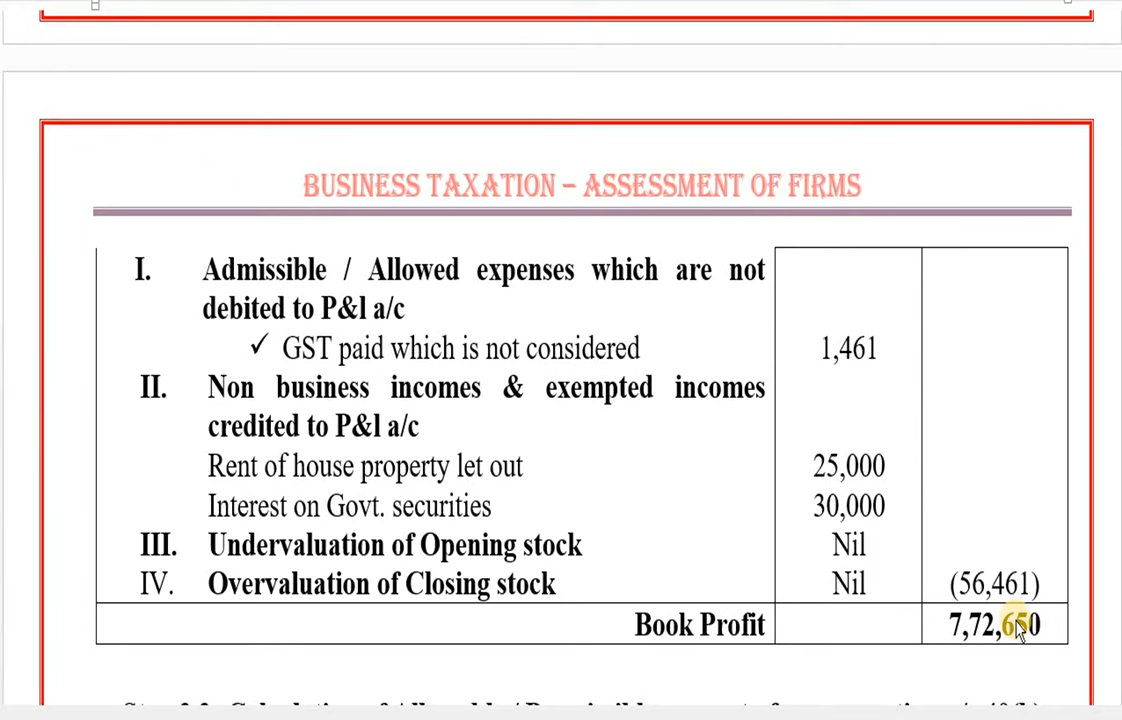 BUSINESS TAXATION – ASSESSMENT OF FIRMS
I. Admissible / Allowed expenses which are not
debited to P&l a/c
✓ GST paid which is not considered 1,461
II. Non business incomes & exempted incomes
credited to P&l a/c
Rent of house property let out 25,000
Interest on Govt. securities 30,000
III. Undervaluation of Opening stock Nil
IV. Overvaluation of Closing stock Nil (56,461)
Book Profit 7,72,650